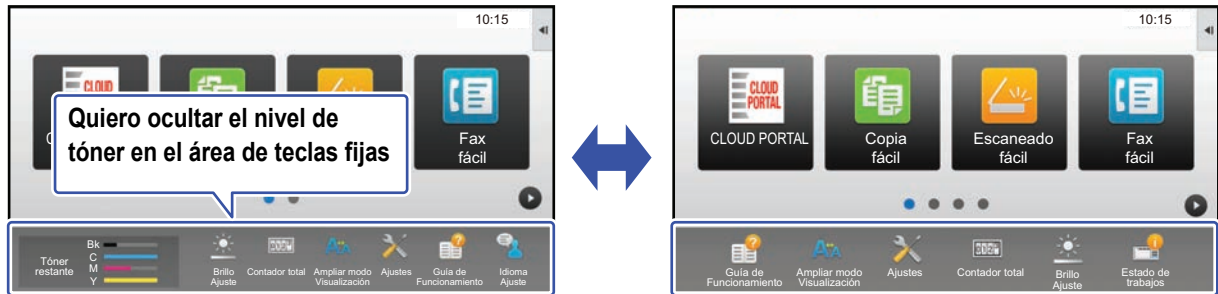 10:15
CLOUD
Quiero ocultar el nivel de
tóner en el área de teclas fijas
C
Fax
fácil
Tóner
restante
Bk
C
M
Y
Brillo
Ajuste
Contador total
Ampliar modo
Visualización
Ajustes
Guía de
Funcionamiento
Idioma
Ajuste
10:15
CLOUD
PORTAL
CLOUD PORTAL
Copia
fácil
Escaneado
fácil
Fax
fácil
Guía de
Funcionamiento
Ampliar modo
Visualización
Ajustes
Contador total
Brillo
Ajuste
Estado de
trabajos